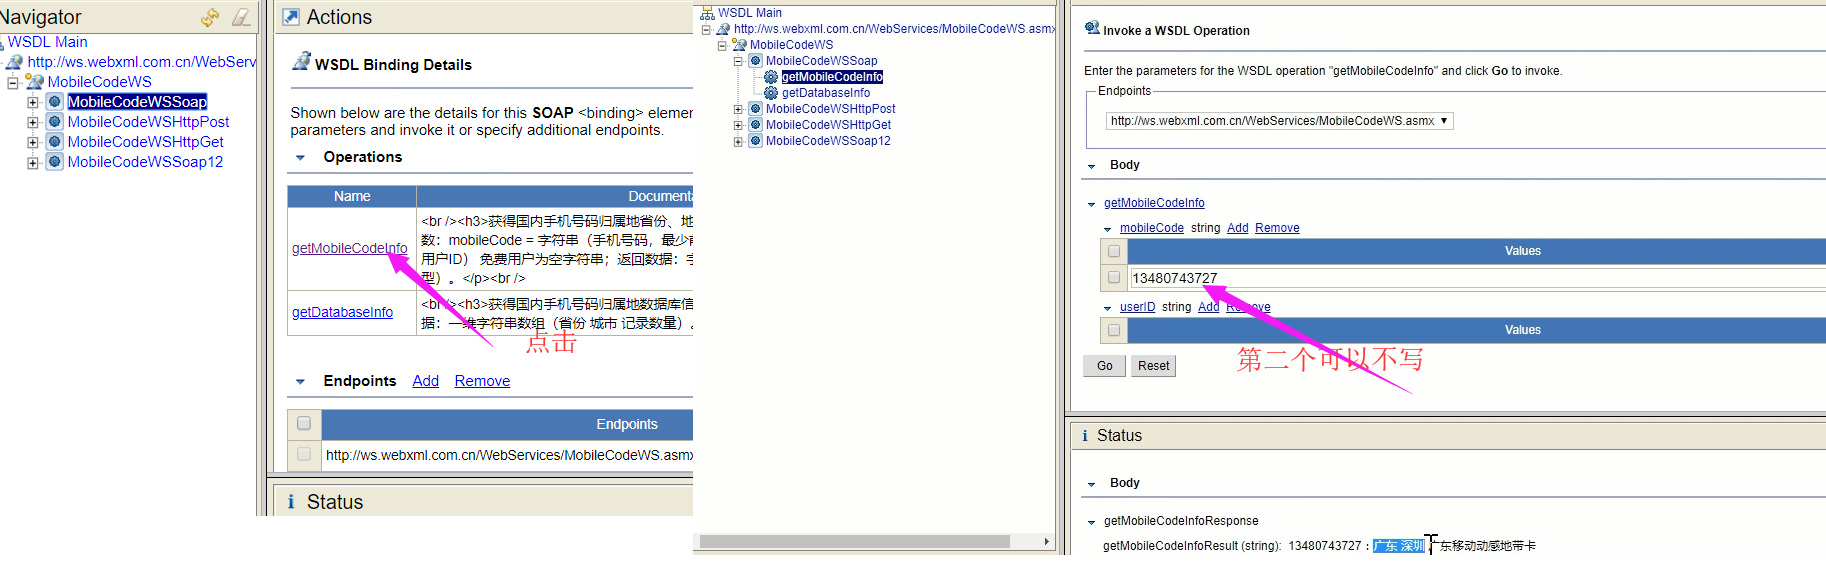 Navigator
WSDL Main
http://ws.webxml.com.cn/WebServ
MobileCodeWS
MobileCodeWSSoap
MobileCodeWSHttpPost
MobileCodeWSHttpGet
MobileCodeWSSoap12
Actions
WSDL Binding Details
Shown below are the details for this SOAP <binding> elemer
parameters and invoke it or specify additional endpoints.
Operations
Name Documenta
getMobileCodeInfo
<br /><h3>获得国内手机号码归属地省份、地
数：mobileCode = 字符串（手机号码，最少前
用户ID） 免费用户为空字符串；返回数据：字
型）。</p><br />
getDatabaseInfo
<br /><h3>获得国内手机号码归属地数据库信
据：一维字符串数组（省份 城市 记录数量）。
点击
Endpoints Add Remove
Endpoints
http://ws.webxml.com.cn/WebServices/MobileCodeWS.asmx
Status
WSDL Main
http://ws.webxml.com.cn/WebServices/MobileCodeWS.asmx
MobileCodeWS
MobileCodeWSSoap
getMobileCodeInfo
getDatabaseInfo
MobileCodeWSHttpPost
MobileCodeWSHttpGet
MobileCodeWSSoap12
Invoke a WSDL Operation
Enter the parameters for the WSDL operation "getMobileCodeInfo" and click Go to invoke.
Endpoints
http://ws.webxml.com.cn/WebServices/MobileCodeWS.asmx
Body
getMobileCodeInfo
mobileCode string Add Remove
Values
13480743727
userID string Add Remove
Values
Go Reset
第二个可以不写
Status
Body
getMobileCodeInfoResponse
getMobileCodeInfoResult (string): 13480743727：广东 深圳 广东移动动感地带卡